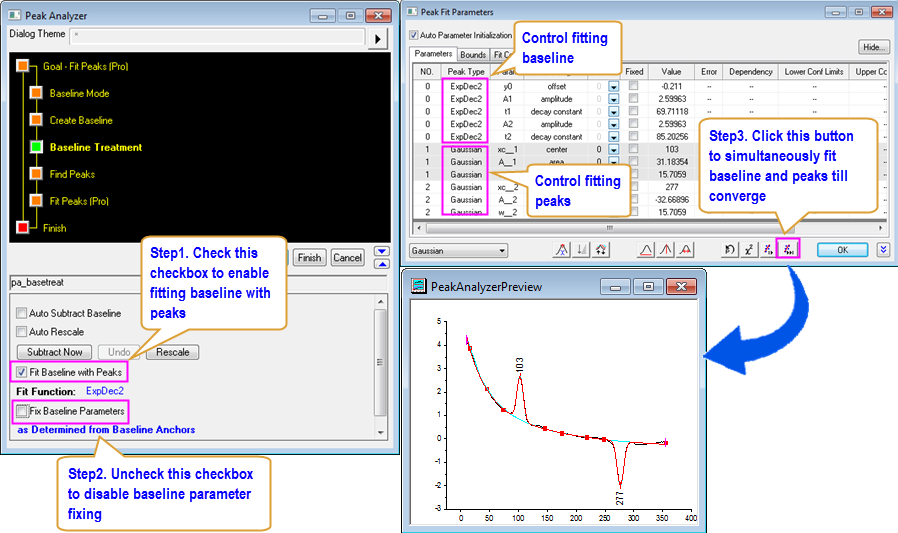 Peak Analyzer
Dialog Theme *
Goal - Fit Peaks (Pro)
Baseline Mode
Create Baseline
Baseline Treatment
Find Peaks
Fit Peaks (Pro)
Finish
Finish Cancel
Step1. Check this
checkbox to enable
fitting baseline with
peaks
pa_basetreat
Auto Subtract Baseline
Auto Rescale
Subtract Now Undo Rescale
Fit Baseline with Peaks
Fit Function: ExpDec2
Fix Baseline Parameters
as Determined from Baseline Anchors
Step2. Uncheck this checkbox
to disable baseline parameter
fixing
Peak Fit Parameters
Auto Parameter Initialization
Control fitting
baseline
Hide...
Parameters Bounds
NO. Peak Type Fixed Value Error Dependency Lower Conf Limits Upper Co
0 ExpDec2 y0 offset -0.211 -- -- --
0 ExpDec2 A1 amplitude 2.59963 -- -- --
0 ExpDec2 t1 decay constant 0 69.71118
0 ExpDec2 A2 amplitude 0 2.59963
0 ExpDec2 t2 decay constant 0 85.20256
1 Gaussian xc__1 center 0 103
1 Gaussian A__1 area 0 31.18354
1 Gaussian 15.7059
2 Gaussian xc__2 277
2 Gaussian A__2 -32.66896
2 Gaussian w__2 15.7059
Control fitting
peaks
Step3. Click this button
to simultaneously fit
baseline and peaks till
converge
Gaussian
OK
PeakAnalyzerPreview
5
4
3
2
1
0
-1
-2
-3
103
277
0 50 100 150 200 250 300 350 400